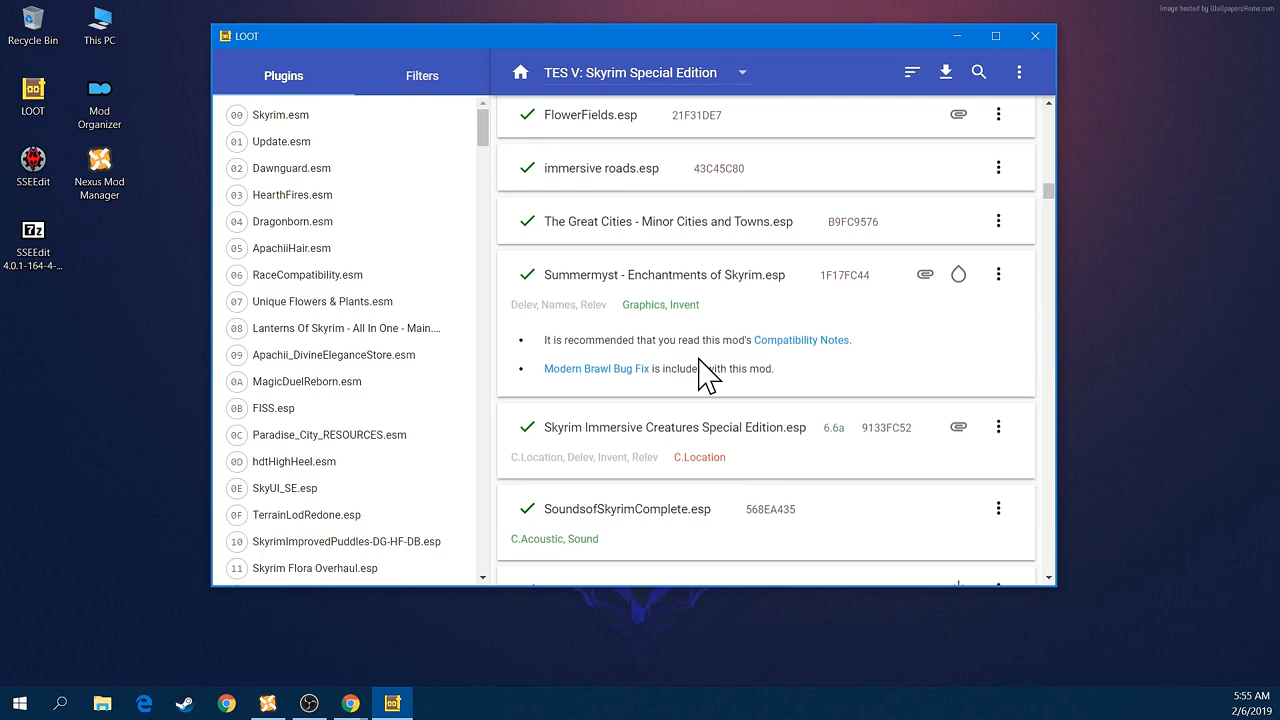 Image hosted by WallpapersHome.com
Recycle Bin
This PC
LOOT
Mod
Organizer
SSEEdit
Nexus Mod
Manager
SSEEdit
4.0.1-164-4-...
LOOT
Plugins
Filters
TES V: Skyrim Special Edition
00 Skyrim.esm
01 Update.esm
02 Dawnguard.esm
03 HearthFires.esm
04 Dragonborn.esm
05 ApachiiHair.esm
06 RaceCompatibility.esm
07 Unique Flowers & Plants.esm
08 Lanterns Of Skyrim - All In One - Main....
09 Apachii_DivineEleganceStore.esm
0A MagicDuelReborn.esm
0B FISS.esp
0C Paradise_City_RESOURCES.esm
0D hdtHighHeel.esm
0E SkyUI_SE.esp
0F TerrainLodRedone.esp
10 SkyrimImprovedPuddles-DG-HF-DB.esp
11 Skyrim Flora Overhaul.esp
FlowerFields.esp 21F31DE7
immersive roads.esp 43C45C80
The Great Cities - Minor Cities and Towns.esp B9FC9576
Summermyst - Enchantments of Skyrim.esp 1F17FC44
Delev, Names, Relev Graphics, Invent
It is recommended that you read this mod's Compatibility Notes.
Modern Brawl Bug Fix is included with this mod.
Skyrim Immersive Creatures Special Edition.esp 6.6a 9133FC52
C.Location, Delev, Invent, Relev C.Location
SoundsofSkyrimComplete.esp 568EA435
C.Acoustic, Sound
5:55 AM
2/6/2019